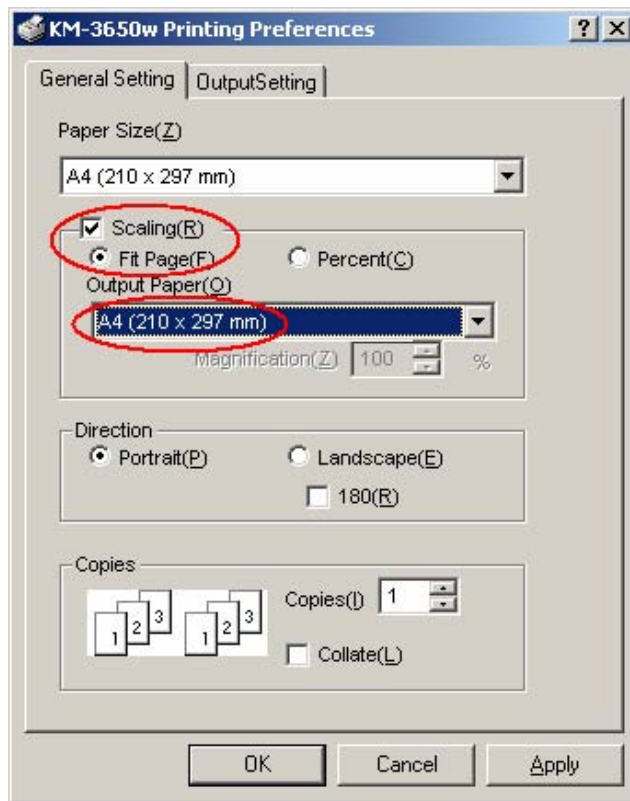 KM-3650w Printing Preferences
General Setting
OutputSetting
Paper Size(Z)
A4 (210 x 297 mm)
Scaling(R)
Fit Page(F)
Percent(C)
Output Paper(O)
A4 (210 x 297 mm)
Magnification(Z) 100 %
Direction
Portrait(P)
Landscape(E)
180(R)
Copies
1 2 3 1 2 3
Copies(I) 1
Collate(L)
OK Cancel Apply